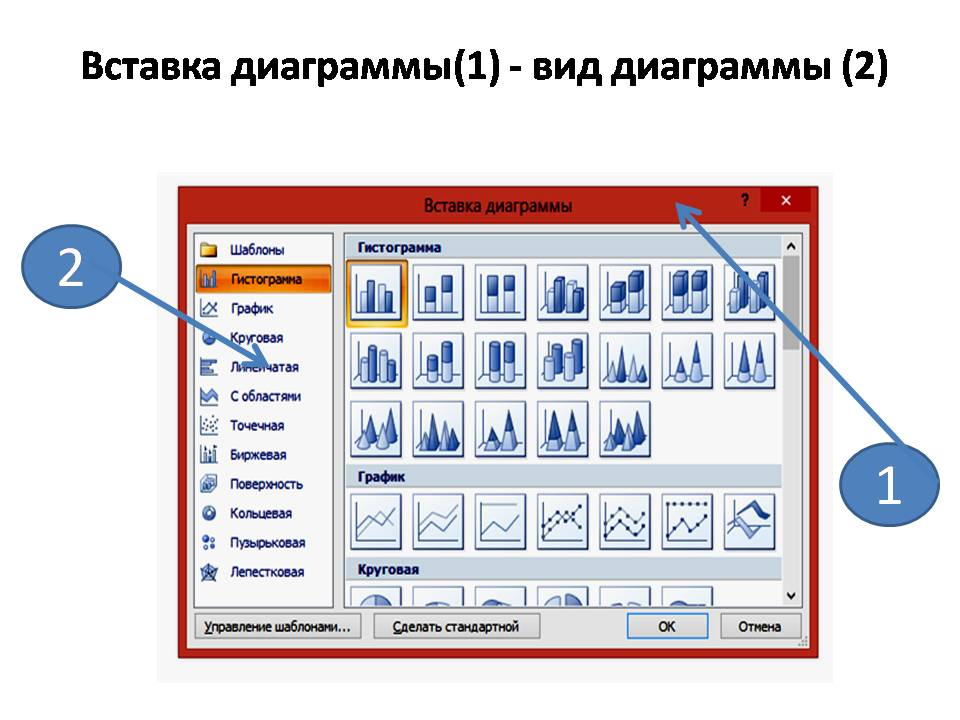 Вставка диаграммы(1) - вид диаграммы (2)
Вставка диаграммы
?
Шаблоны
Гистограмма
График
Круговая
Линейчатая
С областями
Точечная
Биржевая
Поверхность
Кольцевая
Пузырьковая
Лепестковая
Гистограмма
График
Круговая
Управление шаблонами...
Сделать стандартной
ОК
Отмена
2
1